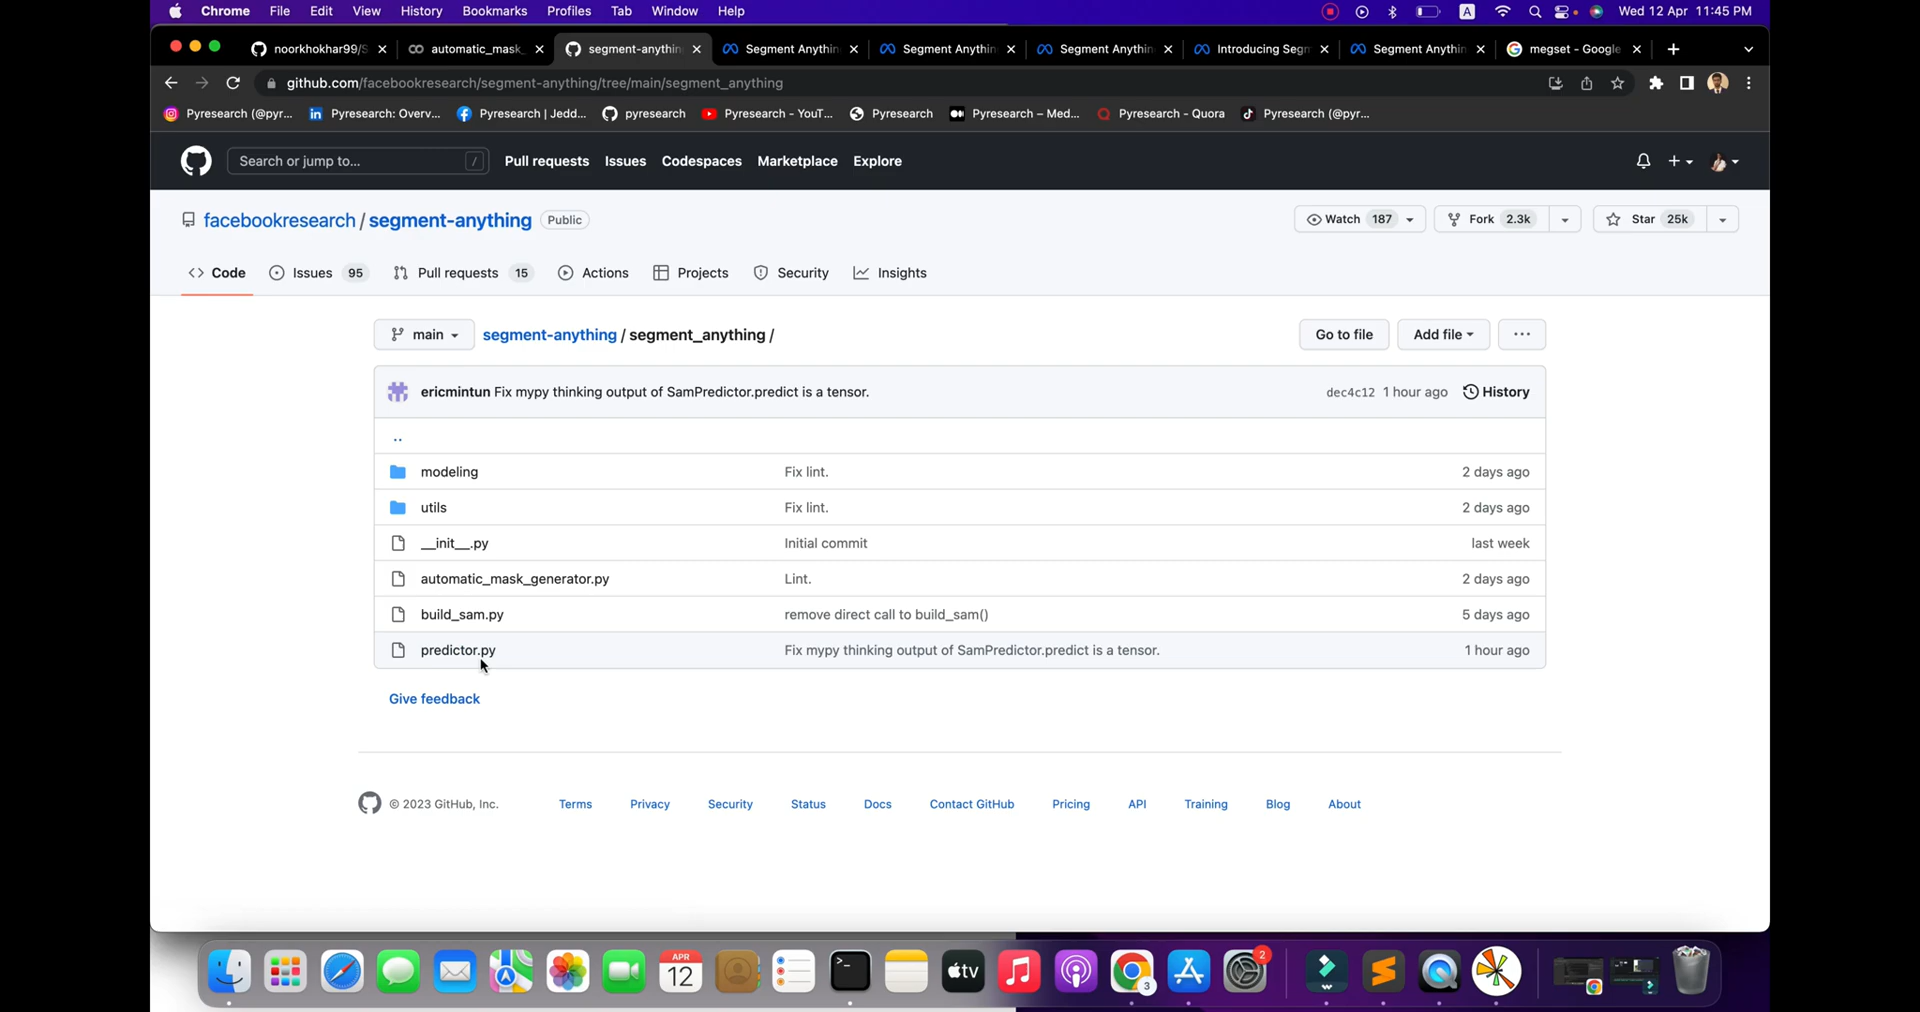 Chrome File Edit View History Bookmarks Profiles Tab Window Help A Wed 12 Apr 11:45 PM
noorkhokhar99/S automatic_mask_ segment-anythin Segment Anythin Segment Anythin Segment Anythin Introducing Segm Segment Anythin megset - Google
github.com/facebookresearch/segment-anything/tree/main/segment_anything
Pyresearch (@pyr... Pyresearch: Overv... Pyresearch | Jedd... pyresearch Pyresearch - YouT... Pyresearch Pyresearch – Med... Pyresearch - Quora Pyresearch (@pyr...
Search or jump to... / Pull requests Issues Codespaces Marketplace Explore
facebookresearch / segment-anything Public Watch 187 Fork 2.3k Star 25k
Code Issues 95 Pull requests 15 Actions Projects Security Insights
main segment-anything / segment_anything / Go to file Add file ...
ericmintun Fix mypy thinking output of SamPredictor.predict is a tensor. dec4c12 1 hour ago History
..
modeling Fix lint. 2 days ago
utils Fix lint. 2 days ago
__init__.py Initial commit last week
automatic_mask_generator.py Lint. 2 days ago
build_sam.py remove direct call to build_sam() 5 days ago
predictor.py Fix mypy thinking output of SamPredictor.predict is a tensor. 1 hour ago
Give feedback
© 2023 GitHub, Inc. Terms Privacy Security Status Docs Contact GitHub Pricing API Training Blog About
APR
12
tv
3
2